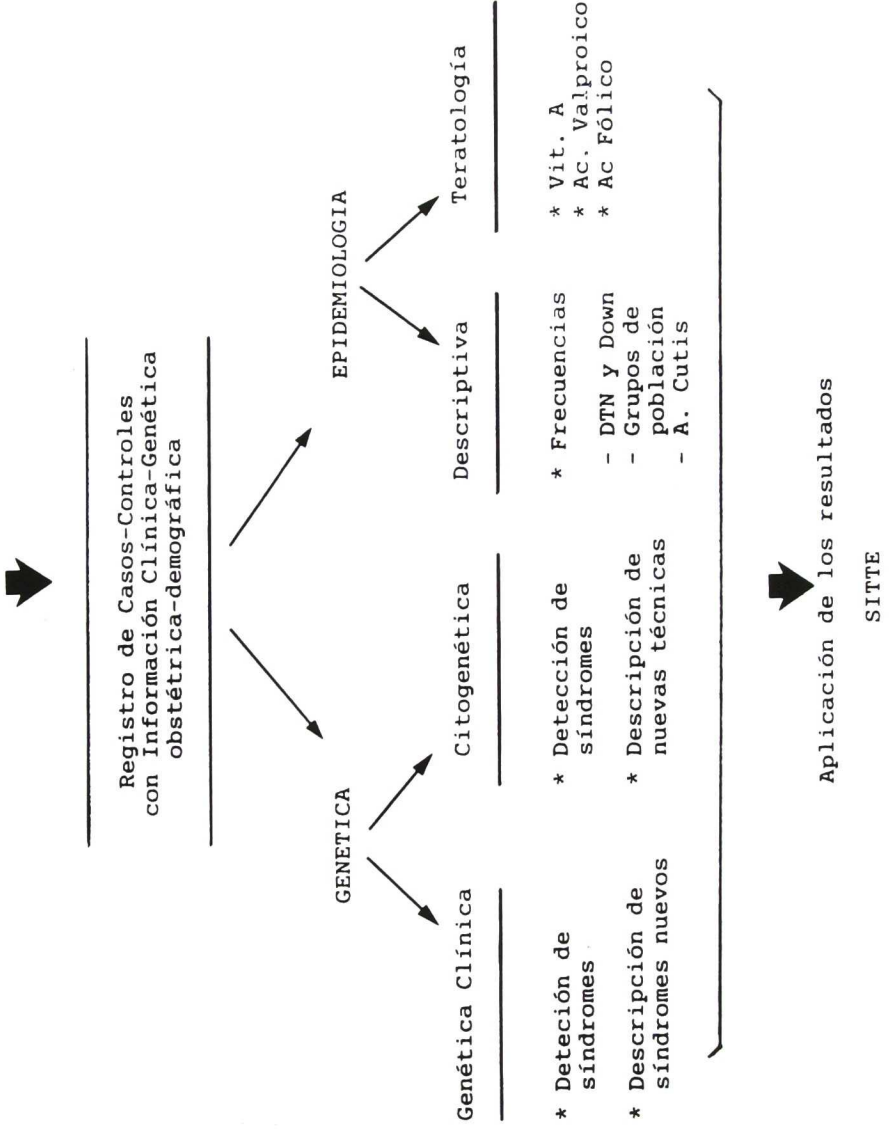 Registro de Casos-Controles
con Información Clínica-Genética
obstétrica-demográfica
GENETICA
EPIDEMIOLOGIA
Genética Clínica
Citogenética
Descriptiva
Teratología
* Deteción de
síndromes
* Descripción de
síndromes nuevos
* Detección de
síndromes
* Descripción de
nuevas técnicas
* Frecuencias
- DTN y Down
- Grupos de
población
- A. Cutis
* Vit. A
* Ac. Valproico
* Ac Fólico
Aplicación de los resultados
SITTE